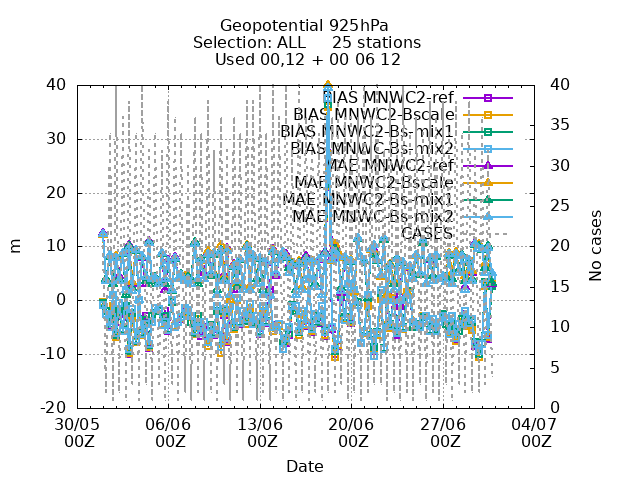 Geopotential 925hPa
Selection: ALL 25 stations
Used 00,12 + 00 06 12
40 40
BIAS MNWC2-ref
35
BIAS MNWC2-Bscale
30
BIAS MNWC2-Bs-mix1
BIAS MNWC-Bs-mix2
30
MAE MNWC2-ref
MAE MNWC2-Bscale
20
25
MAE MNWC2-Bs-mix1
MAE MNWC-Bs-mix2
CASES
10 20
m
No cases
0
15
10
-10
5
-20 0
30/05 06/06 13/06 20/06 27/06 04/07
00Z 00Z 00Z 00Z 00Z 00Z
Date